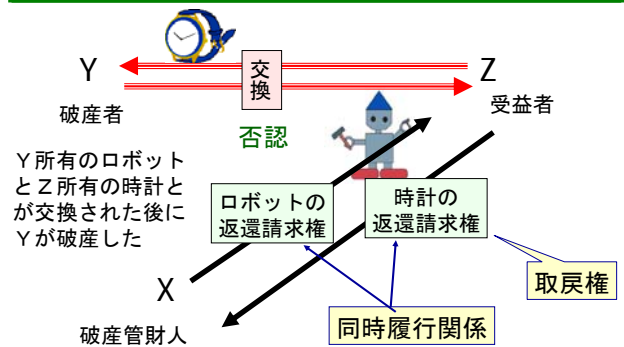 Y
Z
交
換
破産者
受益者
否認
Y所有のロボット
とZ所有の時計と
が交換された後に
Yが破産した
ロボットの
返還請求権
時計の
返還請求権
取戻権
X
破産管財人
同時履行関係